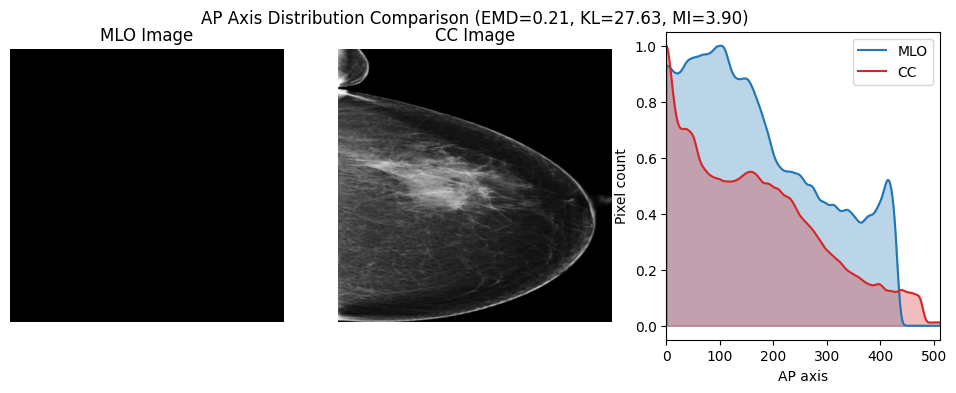 AP Axis Distribution Comparison (EMD=0.21, KL=27.63, MI=3.90)
MLO Image
CC Image
MLO
CC
Pixel count
1.0
0.8
0.6
0.4
0.2
0.0
0 100 200 300 400 500
AP axis